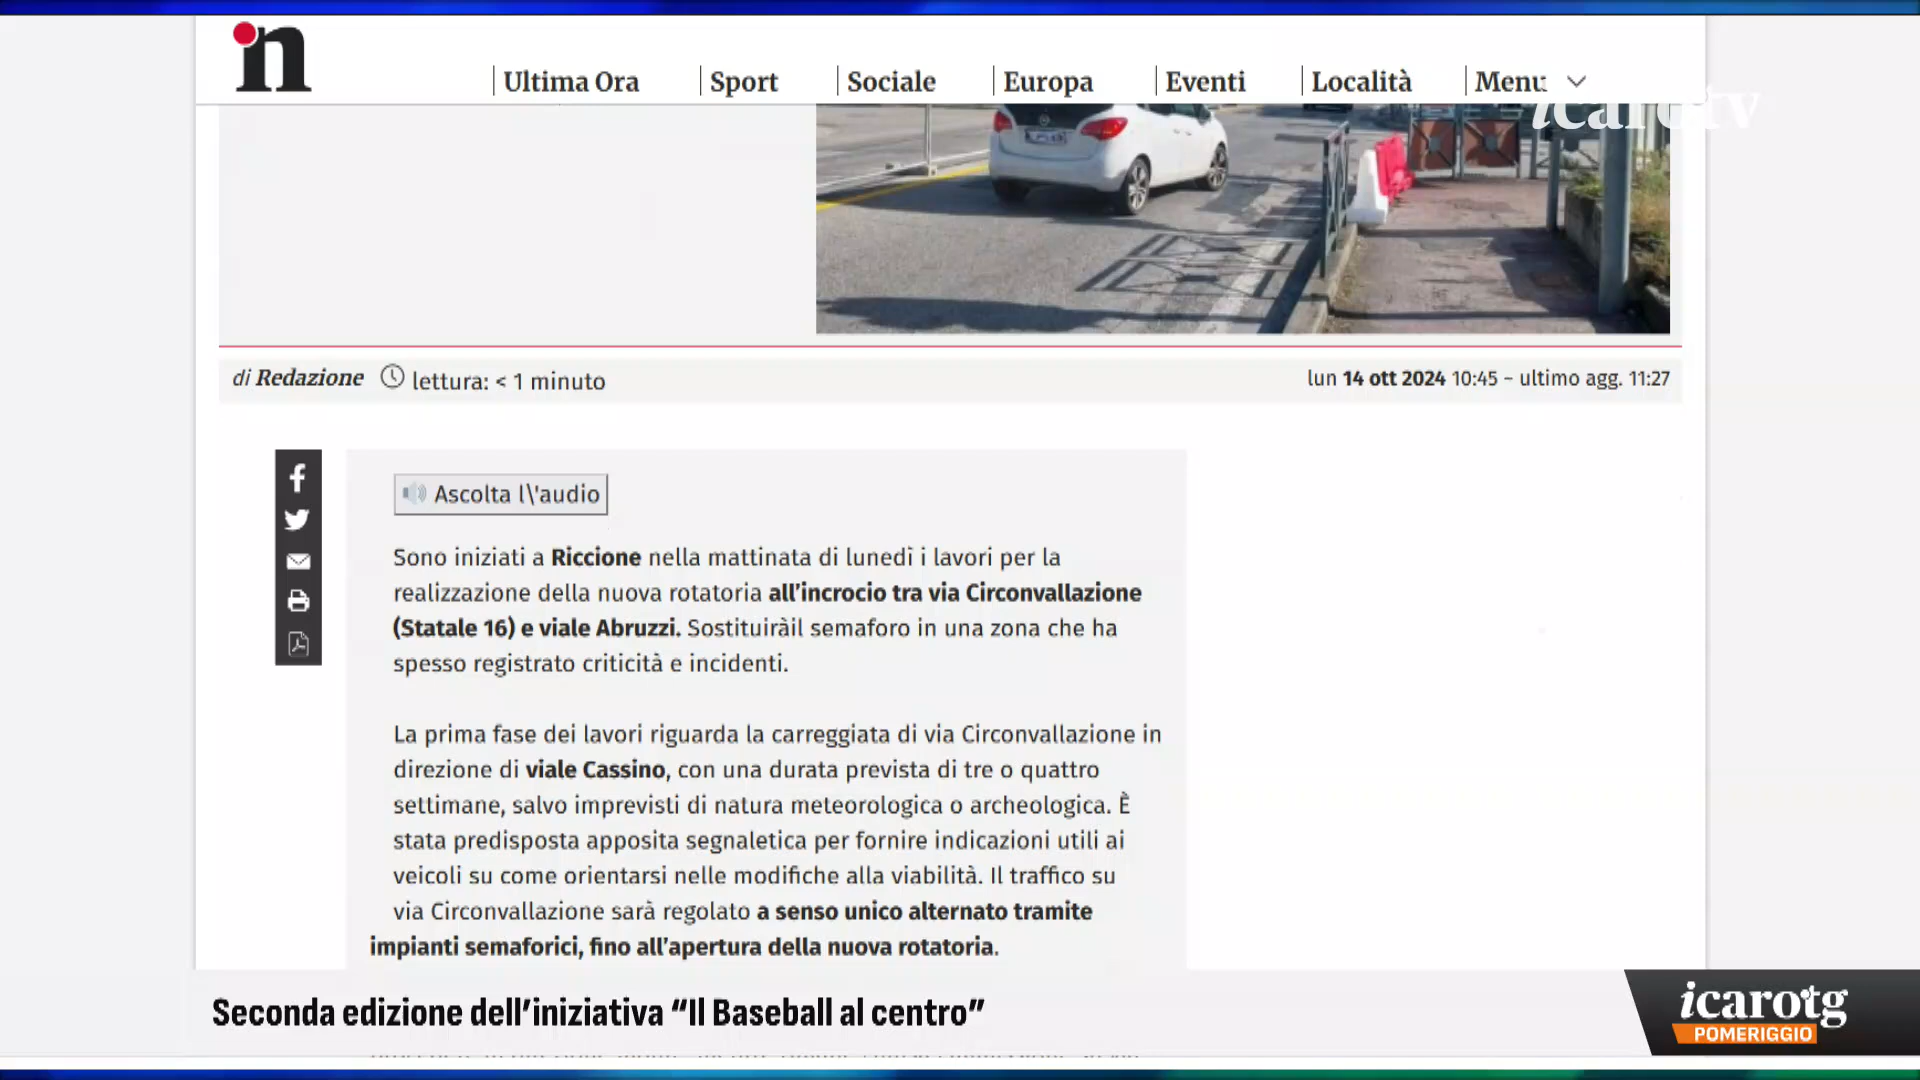 n
Ultima Ora
Sport
Sociale
Europa
Eventi
Località
Menu
icarotv
di Redazione
lettura: < 1 minuto
lun 14 ott 2024 10:45 ~ ultimo agg. 11:27
Ascolta l\'audio
Sono iniziati a Riccione nella mattinata di lunedì i lavori per la
realizzazione della nuova rotatoria all’incrocio tra via Circonvallazione
(Statale 16) e viale Abruzzi. Sostituiràil semaforo in una zona che ha
spesso registrato criticità e incidenti.
La prima fase dei lavori riguarda la carreggiata di via Circonvallazione in
direzione di viale Cassino, con una durata prevista di tre o quattro
settimane, salvo imprevisti di natura meteorologica o archeologica. È
stata predisposta apposita segnaletica per fornire indicazioni utili ai
veicoli su come orientarsi nelle modifiche alla viabilità. Il traffico su
via Circonvallazione sarà regolato a senso unico alternato tramite
impianti semaforici, fino all’apertura della nuova rotatoria.
Seconda edizione dell’iniziativa “Il Baseball al centro”
icarotg
POMERIGGIO